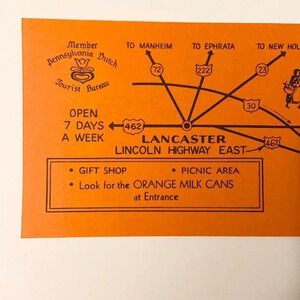 Member
Pennsylvania Dutch
Tourist Bureau
TO MANHEIM
TO EPHRATA
TO NEW HOL
72
222
23
30
OPEN
7 DAYS
A WEEK
462
LANCASTER
LINCOLN HIGHWAY EAST
462
• GIFT SHOP
• PICNIC AREA
• Look for the ORANGE MILK CANS
at Entrance